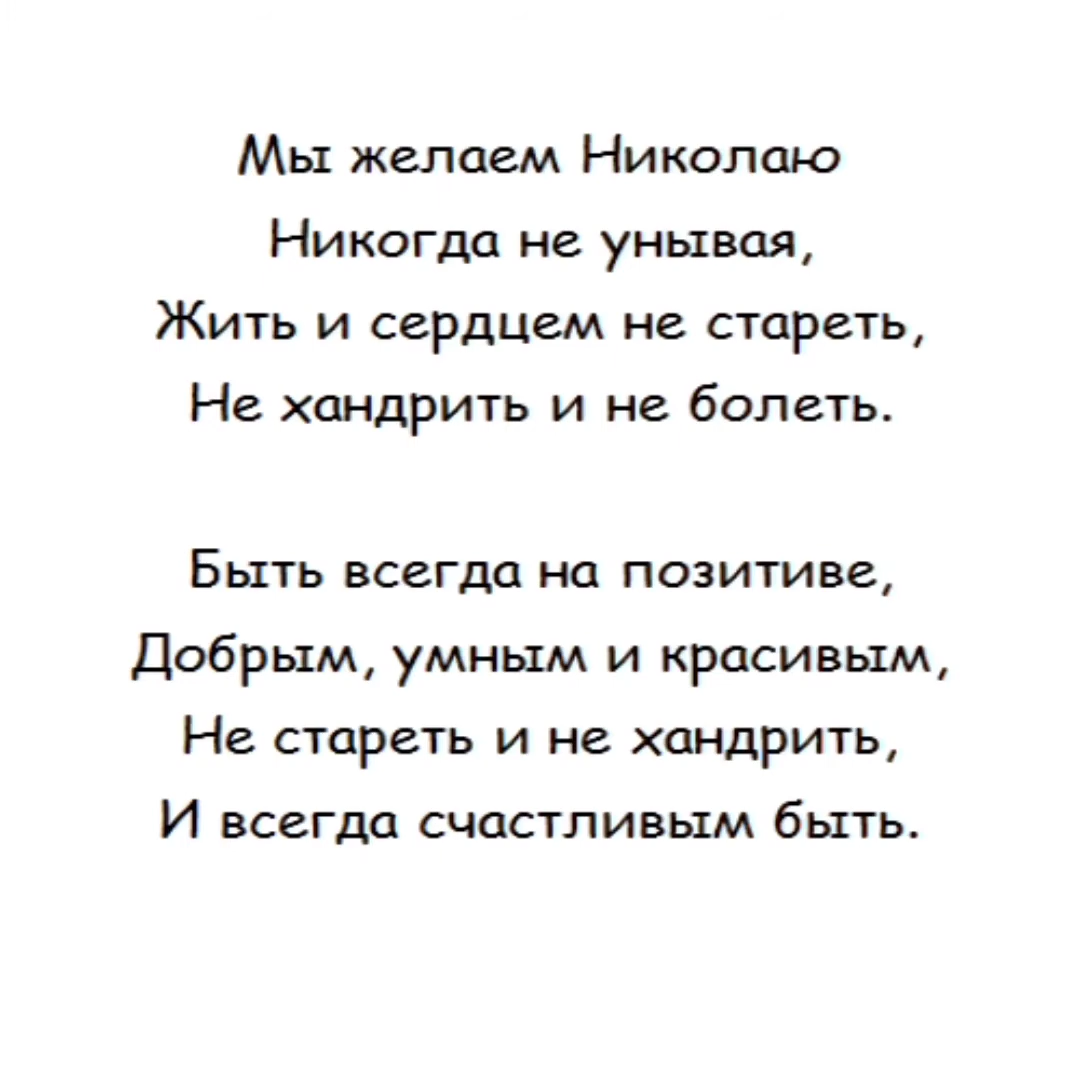 Мы желаем Николаю
Никогда не унывая,
Жить и сердцем не стареть,
Не хандрить и не болеть.
Быть всегда на позитиве,
Добрым, умным и красивым,
Не стареть и не хандрить,
И всегда счастливым быть.